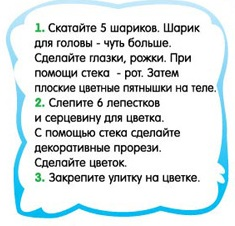 1. Скатайте 5 шариков. Шарик
для головы - чуть больше.
Сделайте глазки, рожки. При
помощи стека - рот. Затем
плоские цветные пятнышки на теле.
2. Слепите 6 лепестков
и серцевину для цветка.
С помощью стека сделайте
декоративные прорези.
Сделайте цветок.
3. Закрепите улитку на цветке.